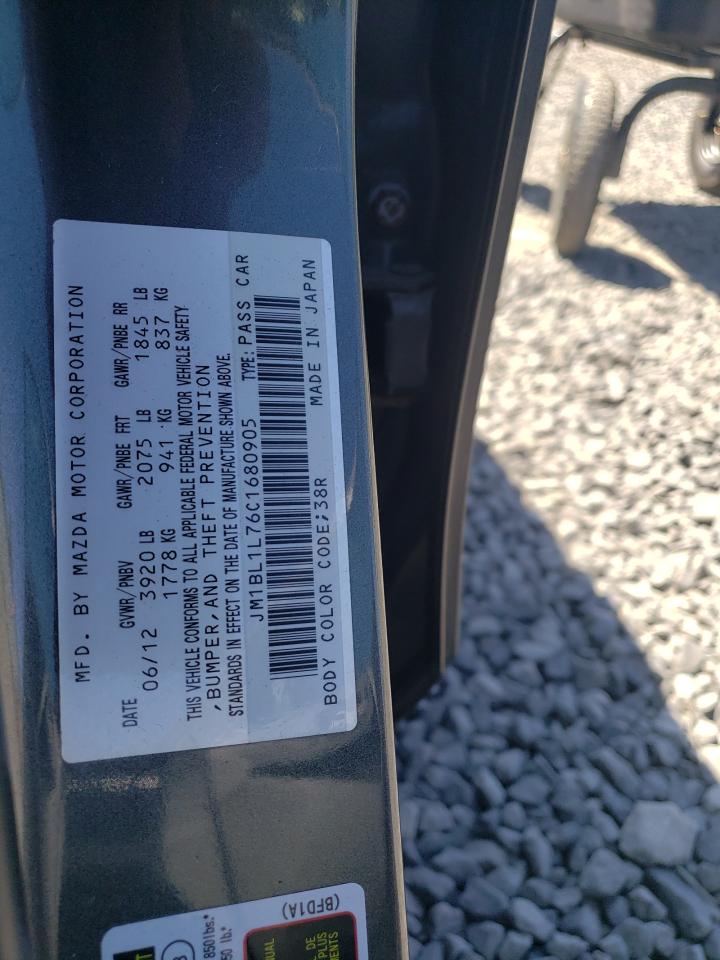 MFD. BY MAZDA MOTOR CORPORATION
DATE GVWR/PNBV GAWR/PNBE FRT GAWR/PNBE RR
06/12 3920 LB 2075 LB 1845 LB
1778 KG 941 KG 837 KG
THIS VEHICLE CONFORMS TO ALL APPLICABLE FEDERAL MOTOR VEHICLE SAFETY
,BUMPER,AND THEFT PREVENTION
STANDARDS IN EFFECT ON THE DATE OF MANUFACTURE SHOWN ABOVE.
JM1BL1L76C1680905 TYPE: PASS CAR
BODY COLOR CODE;38R MADE IN JAPAN
(BFD1A)
850lbs.*
50 lb.*